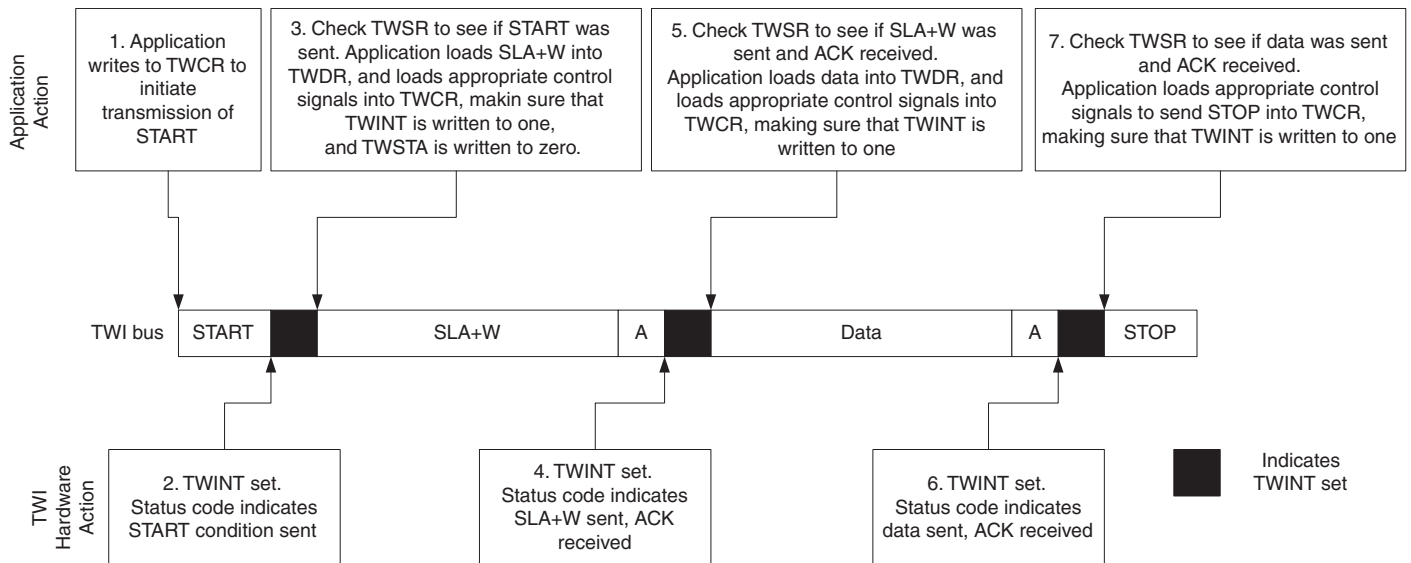 Application
Action
1. Application
writes to TWCR to
initiate
transmission of
START
3. Check TWSR to see if START was
sent. Application loads SLA+W into
TWDR, and loads appropriate control
signals into TWCR, makin sure that
TWINT is written to one,
and TWSTA is written to zero.
5. Check TWSR to see if SLA+W was
sent and ACK received.
Application loads data into TWDR, and
loads appropriate control signals into
TWCR, making sure that TWINT is
written to one
7. Check TWSR to see if data was sent
and ACK received.
Application loads appropriate control
signals to send STOP into TWCR,
making sure that TWINT is written to one
TWI bus
START
SLA+W
A
Data
A
STOP
TWI
Hardware
Action
2. TWINT set.
Status code indicates
START condition sent
4. TWINT set.
Status code indicates
SLA+W sent, ACK
received
6. TWINT set.
Status code indicates
data sent, ACK received
Indicates
TWINT set